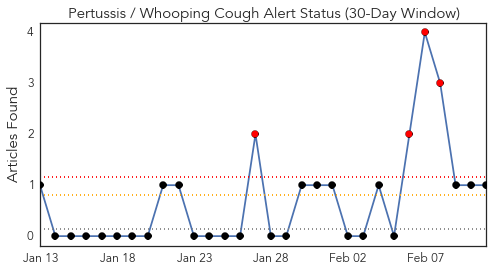 Pertussis / Whooping Cough Alert Status (30-Day Window)
Articles Found
4
3
2
1
0
Jan 13
Jan 18
Jan 23
Jan 28
Feb 02
Feb 07